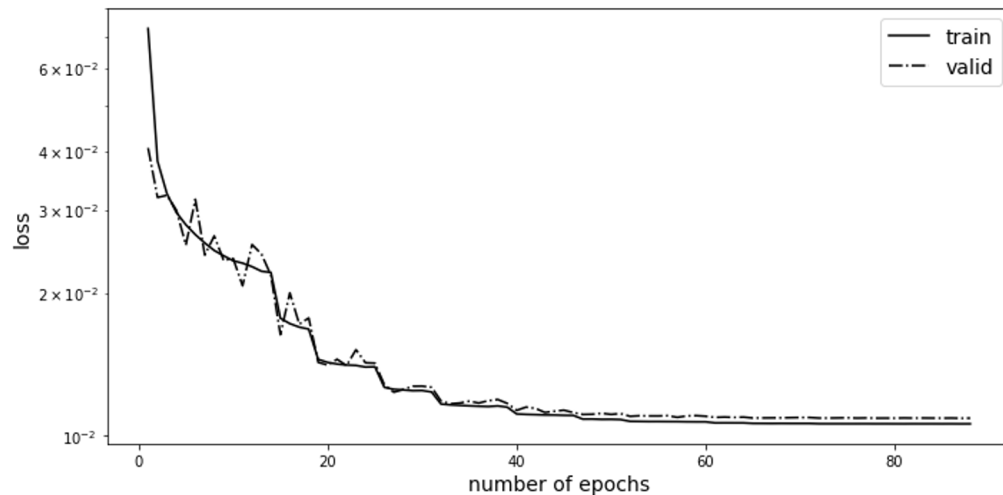 train
valid
6 × 10⁻²
4 × 10⁻²
3 × 10⁻²
2 × 10⁻²
10⁻²
loss
0 20 40 60 80
number of epochs